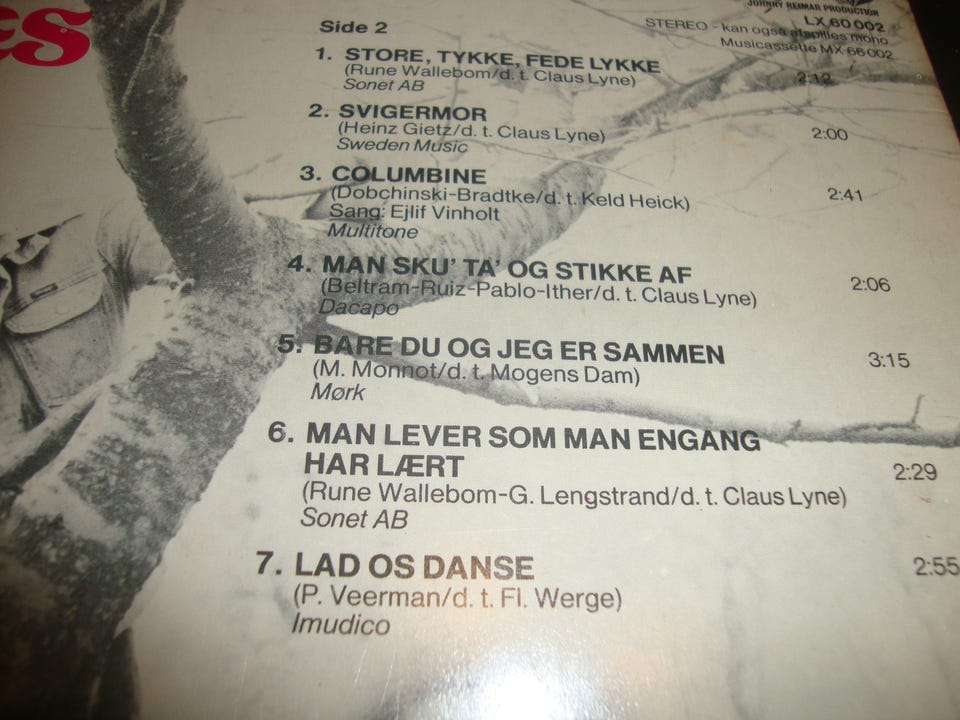 ES
JOHNNY REIMAR PRODUCTION
LX 60 002
STEREO - kan også afspilles mono
Musicassette MX 66 002
Side 2
1. STORE, TYKKE, FEDE LYKKE 2:12
(Rune Wallebom/d. t. Claus Lyne)
Sonet AB
2. SVIGERMOR 2:00
(Heinz Gietz/d. t. Claus Lyne)
Sweden Music
3. COLUMBINE 2:41
(Dobchinski-Bradtke/d. t. Keld Heick)
Sang: Ejlif Vinholt
Multitone
4. MAN SKU' TA' OG STIKKE AF 2:06
(Beltram-Ruiz-Pablo-Ither/d. t. Claus Lyne)
Dacapo
5. BARE DU OG JEG ER SAMMEN 3:15
(M. Monnot/d. t. Mogens Dam)
Mørk
6. MAN LEVER SOM MAN ENGANG
HAR LÆRT 2:29
(Rune Wallebom-G. Lengstrand/d. t. Claus Lyne)
Sonet AB
7. LAD OS DANSE 2:55
(P. Veerman/d. t. Fl. Werge)
Imudico